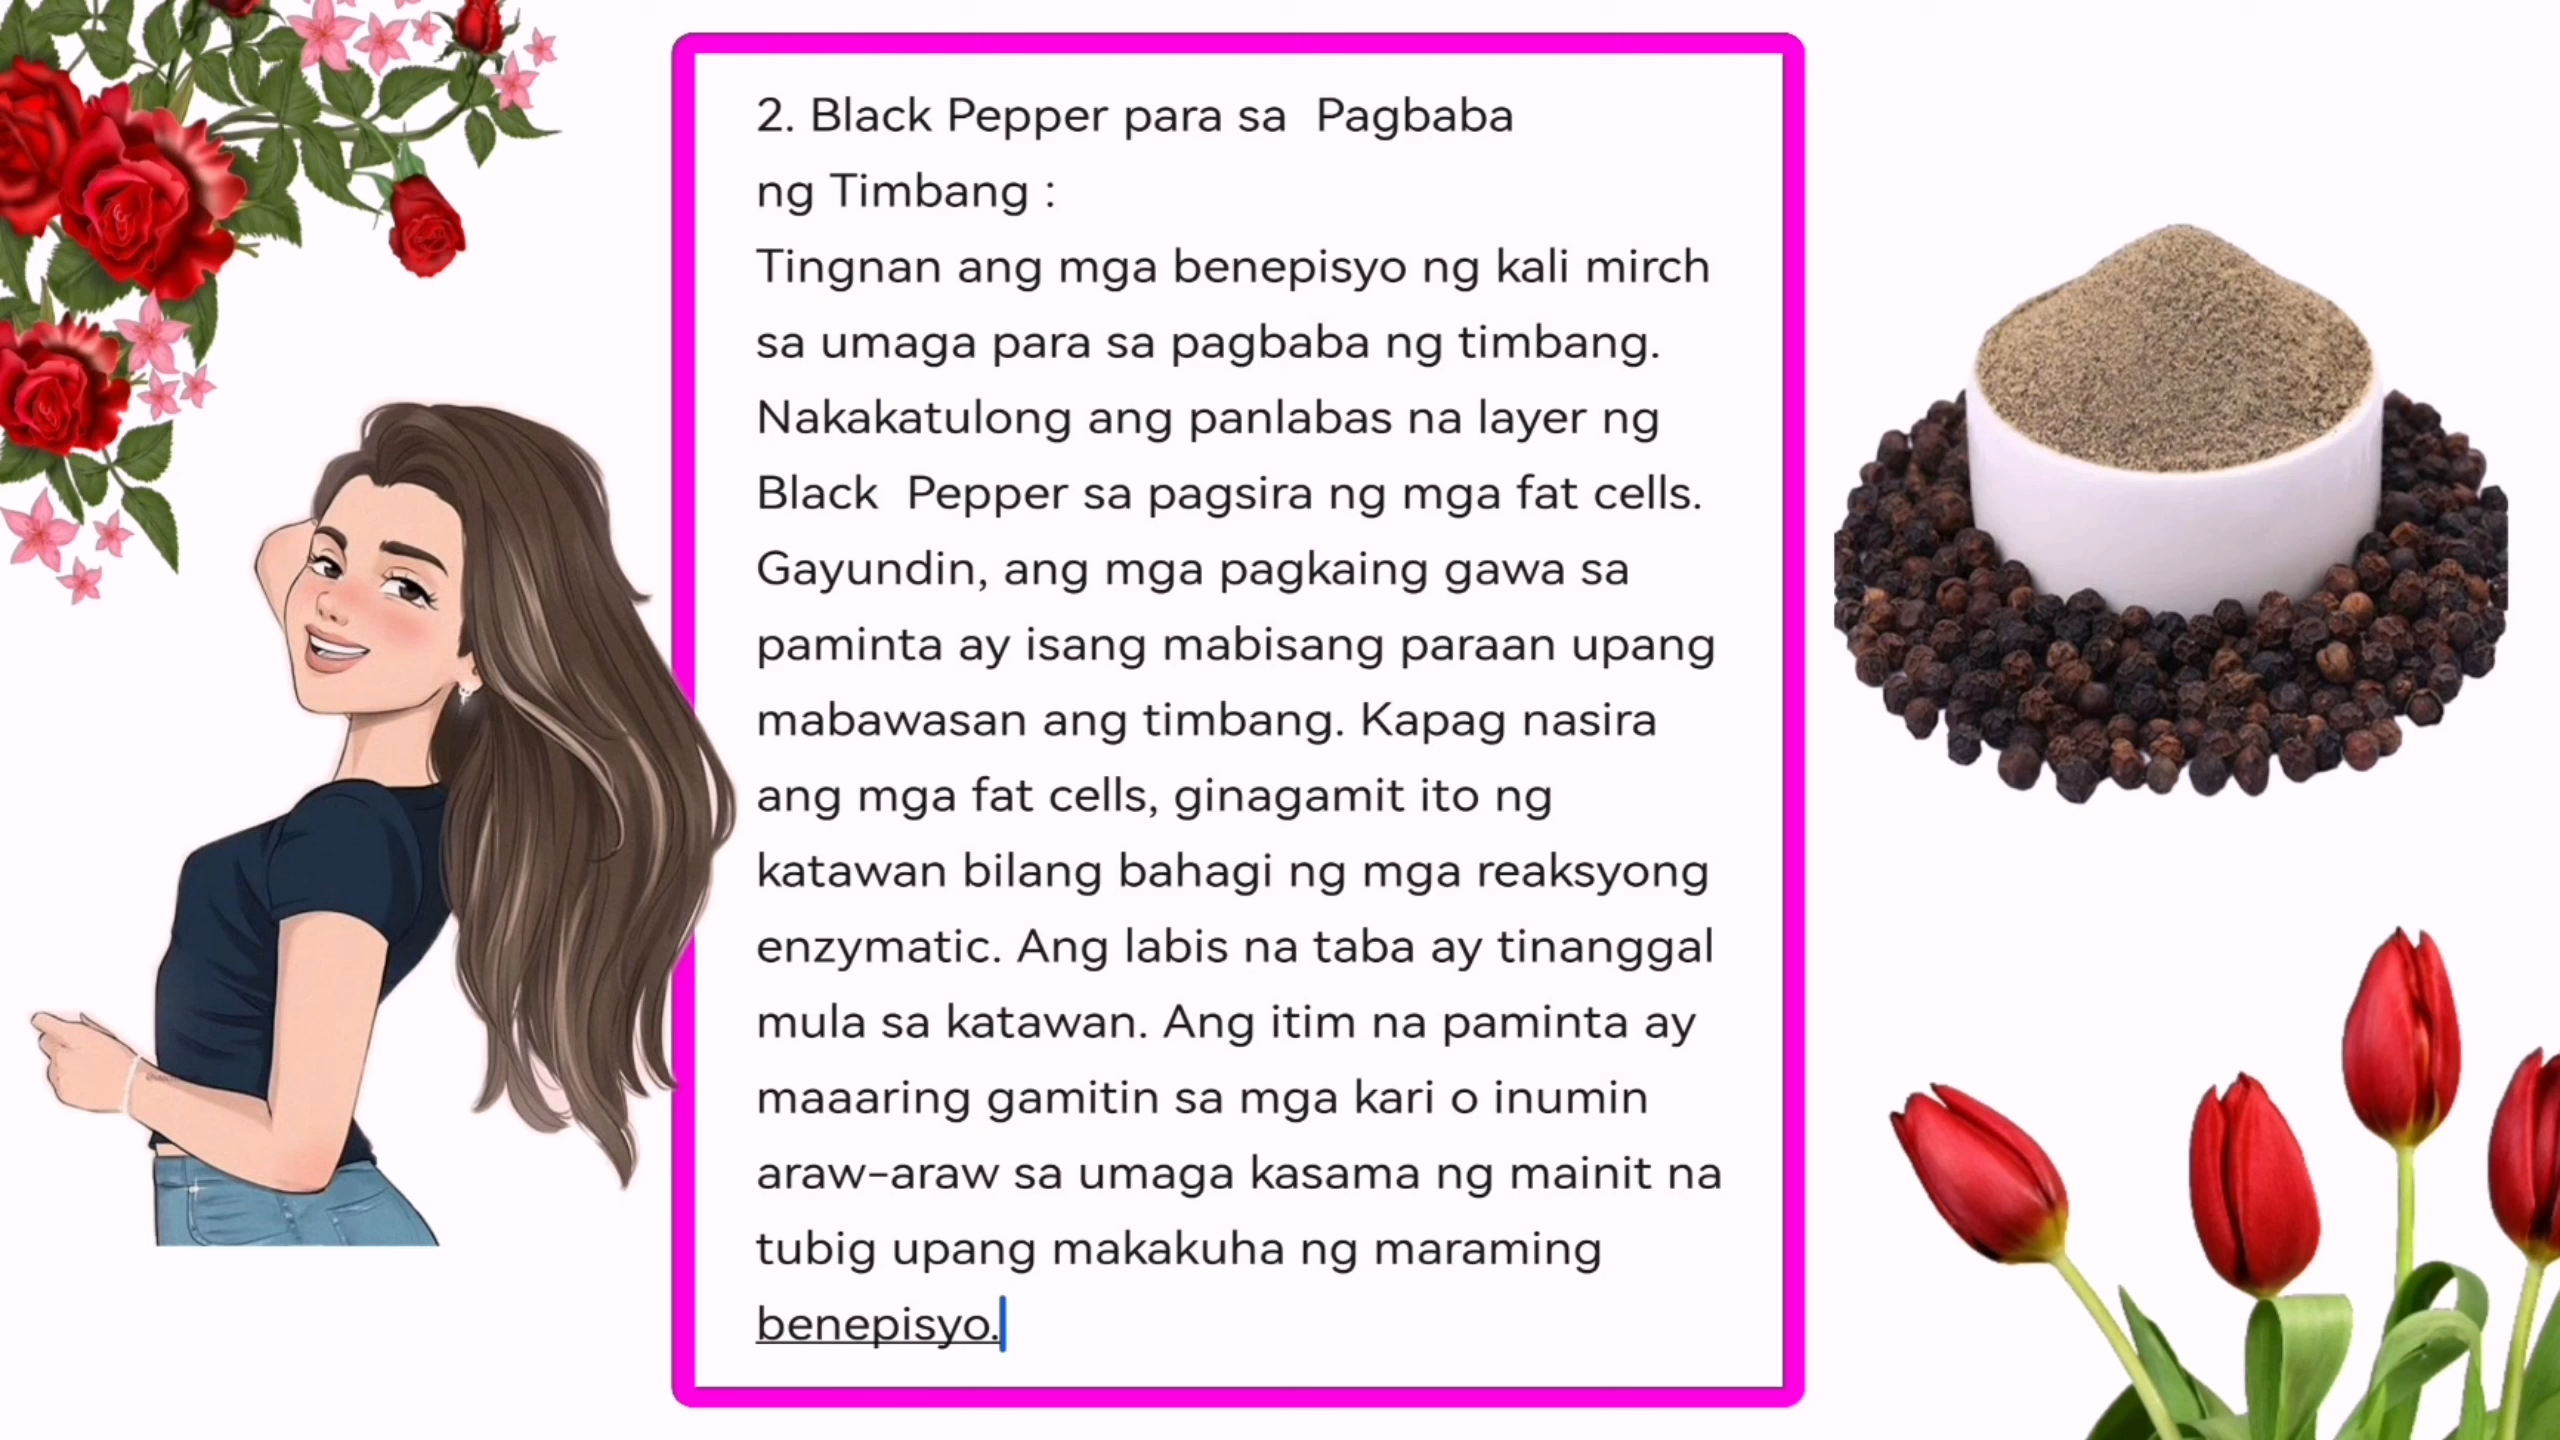 2. Black Pepper para sa  Pagbaba
ng Timbang :
Tingnan ang mga benepisyo ng kali mirch
sa umaga para sa pagbaba ng timbang.
Nakakatulong ang panlabas na layer ng
Black  Pepper sa pagsira ng mga fat cells.
Gayundin, ang mga pagkaing gawa sa
paminta ay isang mabisang paraan upang
mabawasan ang timbang. Kapag nasira
ang mga fat cells, ginagamit ito ng
katawan bilang bahagi ng mga reaksyong
enzymatic. Ang labis na taba ay tinanggal
mula sa katawan. Ang itim na paminta ay
maaaring gamitin sa mga kari o inumin
araw-araw sa umaga kasama ng mainit na
tubig upang makakuha ng maraming
benepisyo.